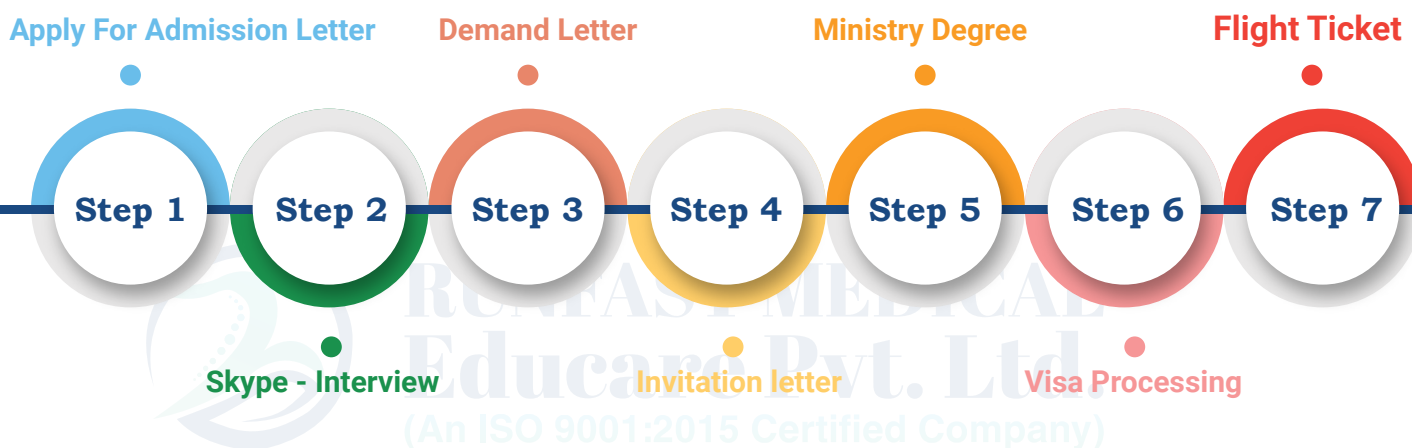 Apply For Admission Letter
Demand Letter
Ministry Degree
Flight Ticket
Step 1
Step 2
Step 3
Step 4
Step 5
Step 6
Step 7
RUNFAST MEDICAL
Educare Pvt. Ltd.
Skype - Interview
Invitation letter
Visa Processing
(An ISO 9001:2015 Certified Company)